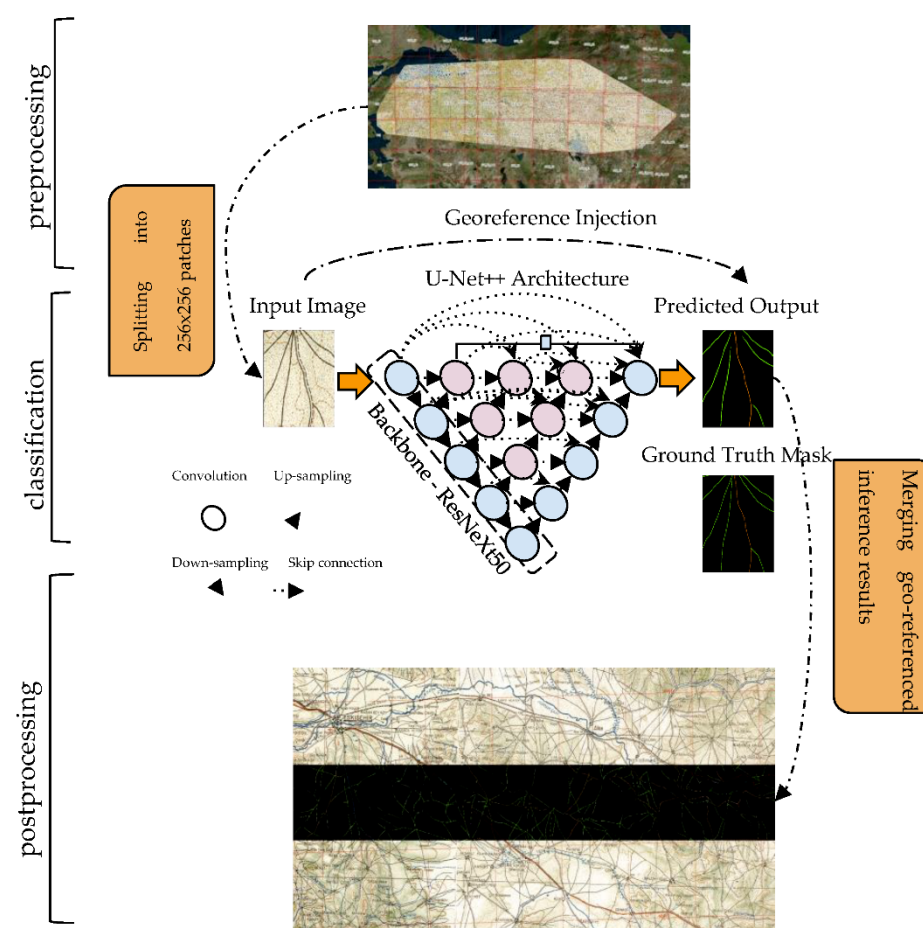 preprocessing
Splitting into
256x256 patches
Georeference Injection
classification
U-Net++ Architecture
Input Image
Predicted Output
Backbone - ResNeXt50
Ground Truth Mask
Convolution
Up-sampling
Down-sampling
Skip connection
Merging geo-referenced
inference results
postprocessing